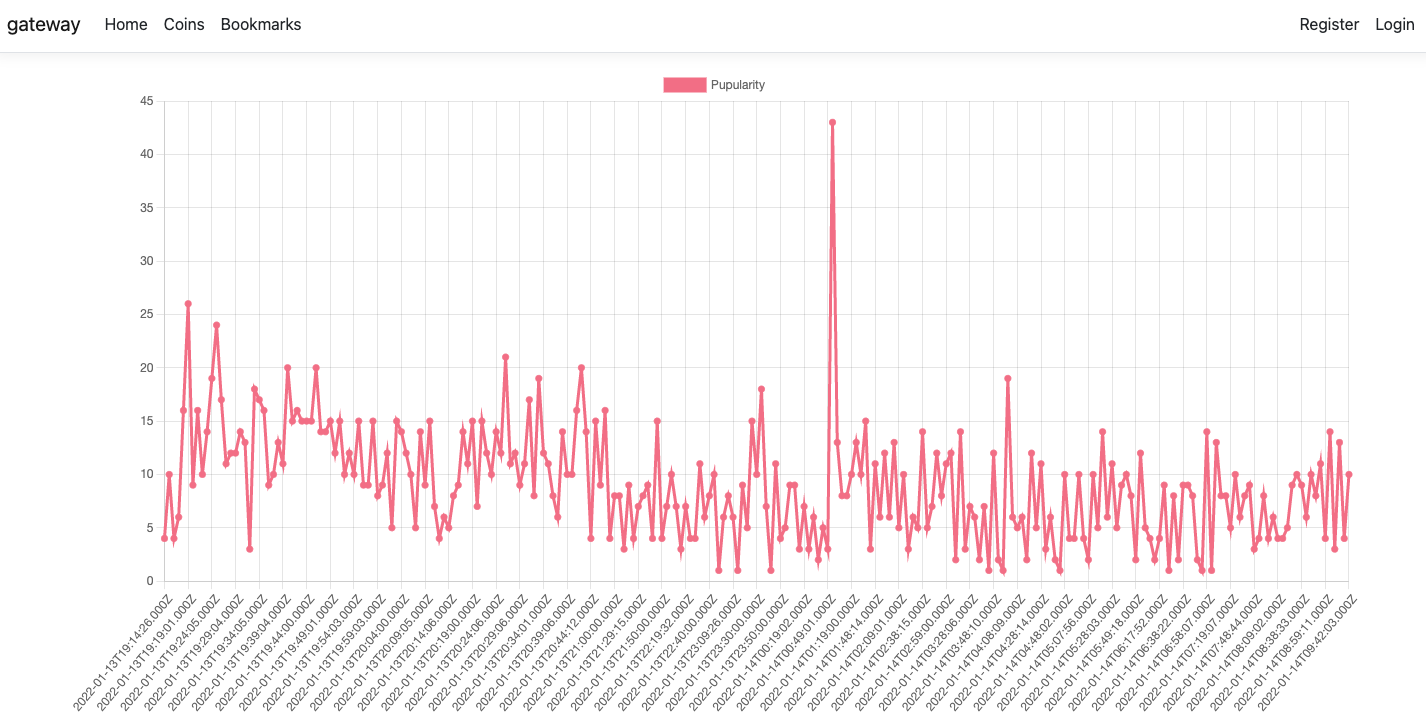 gateway Home Coins Bookmarks Register Login
Pupularity
45
40
35
30
25
20
15
10
5
0
2022-01-13T19:14:26.000Z
2022-01-13T19:19:01.000Z
2022-01-13T19:24:05.000Z
2022-01-13T19:29:04.000Z
2022-01-13T19:34:05.000Z
2022-01-13T19:39:04.000Z
2022-01-13T19:44:00.000Z
2022-01-13T19:49:01.000Z
2022-01-13T19:54:03.000Z
2022-01-13T19:59:03.000Z
2022-01-13T20:04:00.000Z
2022-01-13T20:09:05.000Z
2022-01-13T20:14:06.000Z
2022-01-13T20:19:00.000Z
2022-01-13T20:24:06.000Z
2022-01-13T20:29:06.000Z
2022-01-13T20:34:01.000Z
2022-01-13T20:39:06.000Z
2022-01-13T20:44:12.000Z
2022-01-13T21:00:00.000Z
2022-01-13T21:29:15.000Z
2022-01-13T21:50:00.000Z
2022-01-13T22:19:32.000Z
2022-01-13T22:40:00.000Z
2022-01-13T23:09:26.000Z
2022-01-13T23:30:00.000Z
2022-01-13T23:50:00.000Z
2022-01-14T00:19:02.000Z
2022-01-14T00:49:01.000Z
2022-01-14T01:19:00.000Z
2022-01-14T01:48:14.000Z
2022-01-14T02:09:01.000Z
2022-01-14T02:38:15.000Z
2022-01-14T02:59:00.000Z
2022-01-14T03:28:06.000Z
2022-01-14T03:48:10.000Z
2022-01-14T04:08:09.000Z
2022-01-14T04:28:14.000Z
2022-01-14T04:48:02.000Z
2022-01-14T05:07:56.000Z
2022-01-14T05:28:03.000Z
2022-01-14T05:49:18.000Z
2022-01-14T06:17:52.000Z
2022-01-14T06:38:22.000Z
2022-01-14T06:58:07.000Z
2022-01-14T07:19:07.000Z
2022-01-14T07:48:44.000Z
2022-01-14T08:09:02.000Z
2022-01-14T08:38:33.000Z
2022-01-14T08:59:11.000Z
2022-01-14T09:42:03.000Z